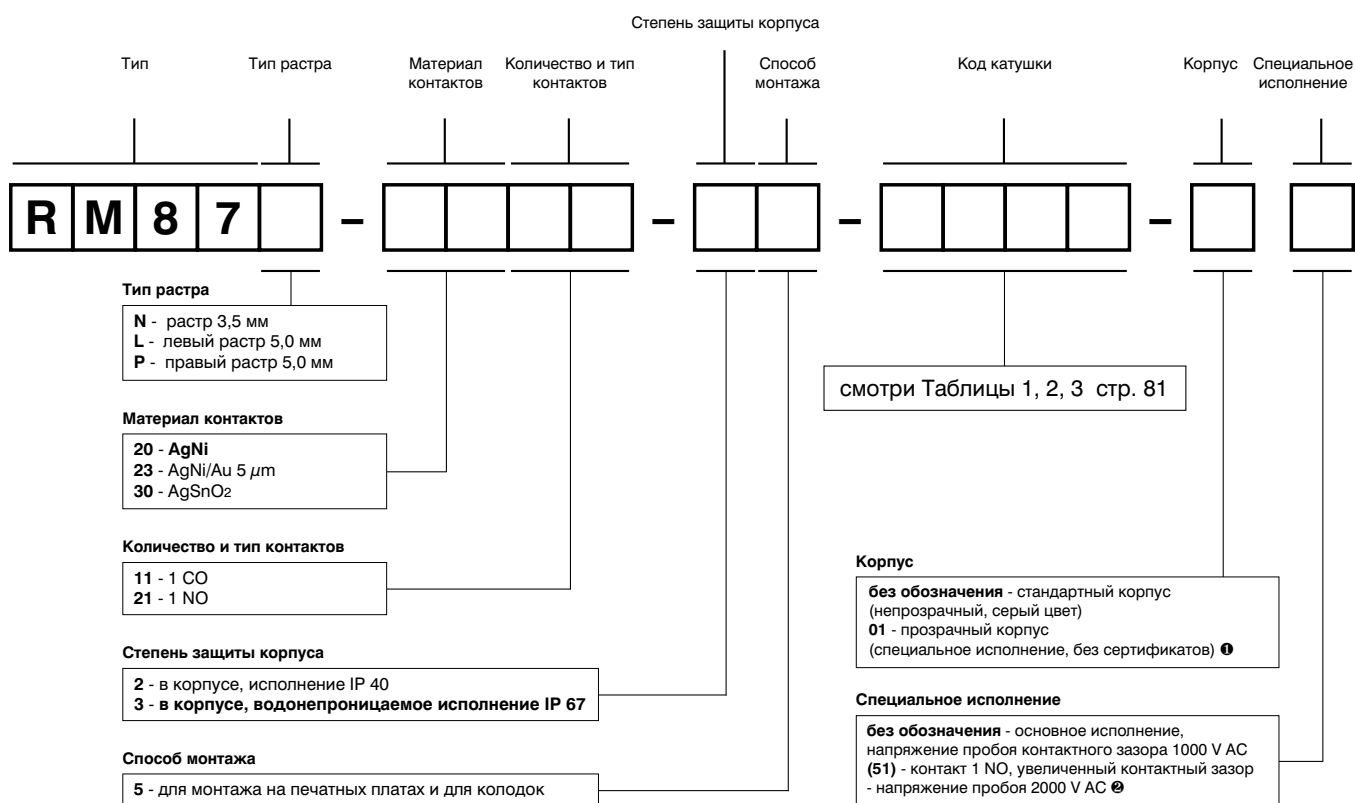 Степень защиты корпуса
Тип
Тип растра
Материал
контактов
Количество и тип
контактов
Способ
монтажа
Код катушки
Корпус
Специальное
исполнение
RM87 – – – –
Тип растра
N - растр 3,5 мм
L - левый растр 5,0 мм
P - правый растр 5,0 мм
смотри Таблицы 1, 2, 3 стр. 81
Материал контактов
20 - AgNi
23 - AgNi/Au 5 μm
30 - AgSnO2
Количество и тип контактов
11 - 1 CO
21 - 1 NO
Степень защиты корпуса
2 - в корпусе, исполнение IP 40
3 - в корпусе, водонепроницаемое исполнение IP 67
Способ монтажа
5 - для монтажа на печатных платах и для колодок
Корпус
без обозначения - стандартный корпус
(непрозрачный, серый цвет)
01 - прозрачный корпус
(специальное исполнение, без сертификатов) ❶
Специальное исполнение
без обозначения - основное исполнение,
напряжение пробоя контактного зазора 1000 V AC
(51) - контакт 1 NO, увеличенный контактный зазор
- напряжение пробоя 2000 V AC ❷